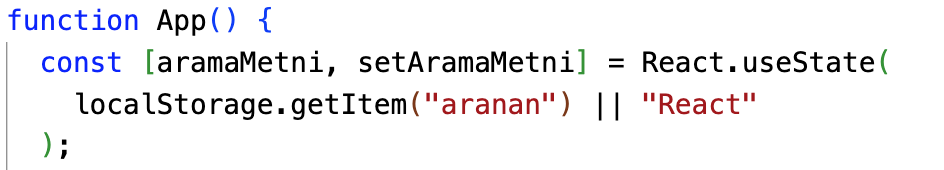 function App() {
  const [aramaMetni, setAramaMetni] = React.useState(
    localStorage.getItem("aranan") || "React"
  );